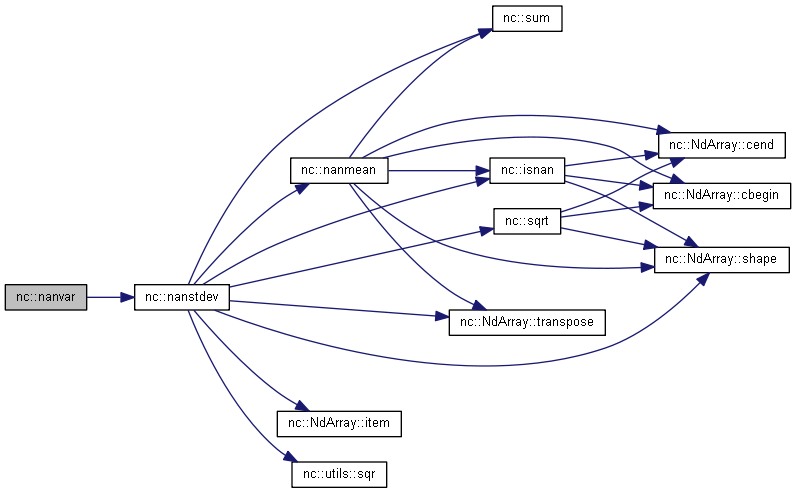 nc::sum
nc::NdArray::cend
nc::nanmean
nc::isnan
nc::NdArray::cbegin
nc::sqrt
nc::NdArray::shape
nc::nanvar
nc::nanstdev
nc::NdArray::transpose
nc::NdArray::item
nc::utils::sqr